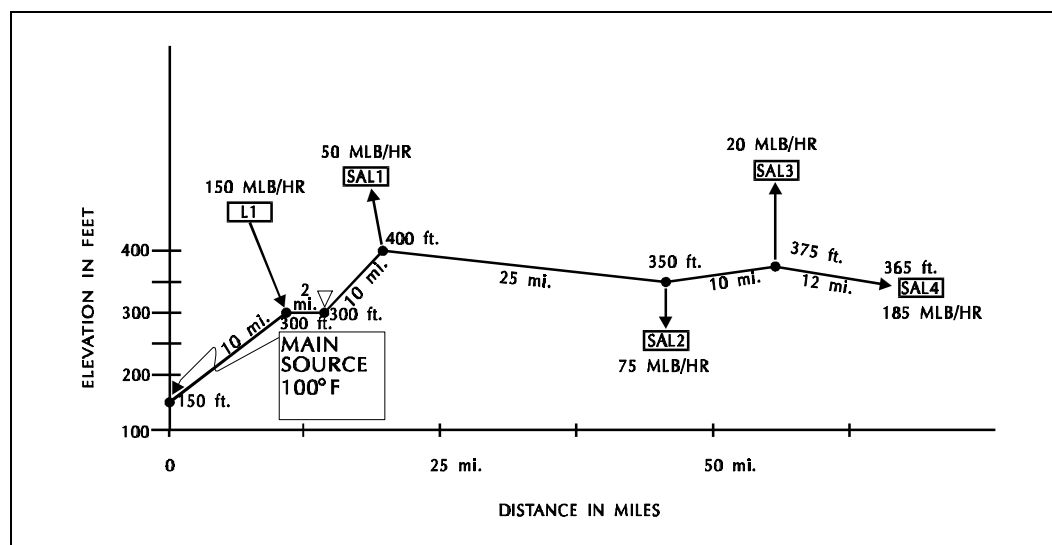 20 MLB/HR
50 MLB/HR
SAL3
SAL1
150 MLB/HR
L1
ELEVATION IN FEET
400
400 ft.
350 ft.
375 ft.
365 ft.
2
mi.
10 mi.
25 mi.
10 mi.
12 mi.
SAL4
300
300 ft.
300 ft.
185 MLB/HR
10 mi.
MAIN
SOURCE
100°F
SAL2
75 MLB/HR
200
150 ft.
100
0
25 mi.
50 mi.
DISTANCE IN MILES